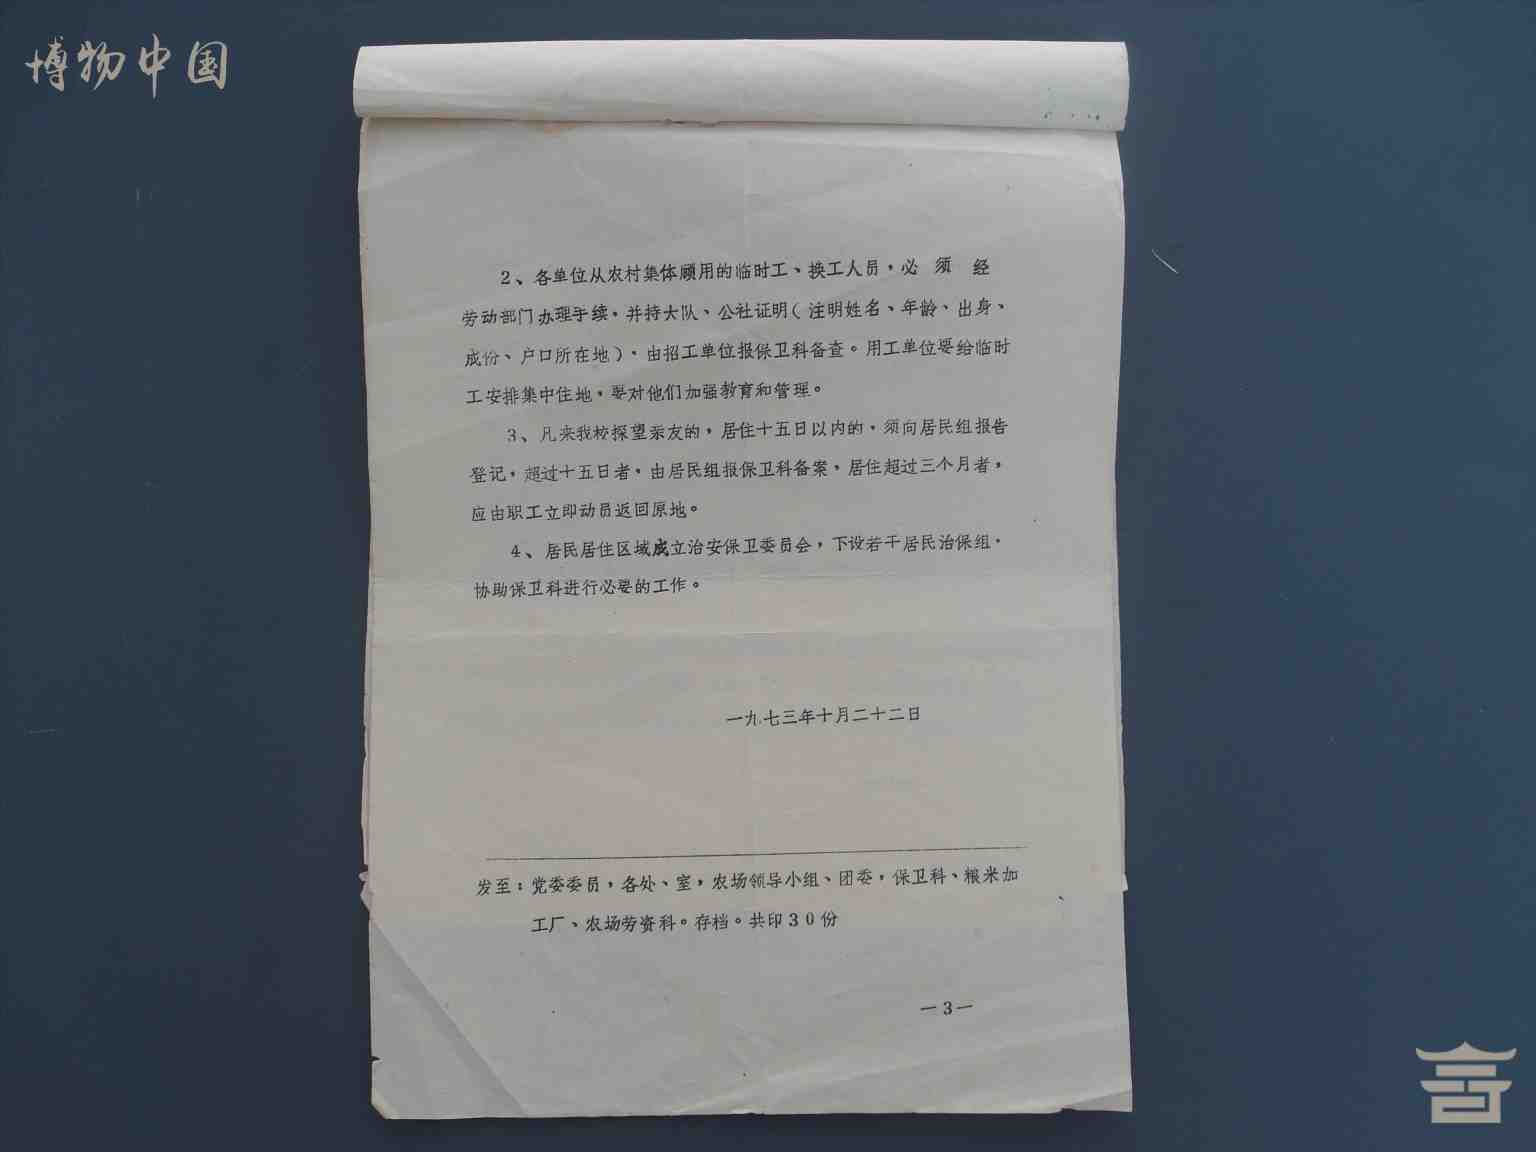 博物中国
2、各单位从农村集体顾用的临时工、换工人员，必须经
劳动部门办理手续，并持大队、公社证明（注明姓名、年龄、出身、
成份、户口所在地），由招工单位报保卫科备查。用工单位要给临时
工安排集中住地，要对他们加强教育和管理。
3、凡来我校探望亲友的，居住十五日以内的，须向居民组报告
登记，超过十五日者，由居民组报保卫科备案，居住超过三个月者，
应由职工立即动员返回原地。
4、居民居住区域成立治安保卫委员会，下设若干居民治保组，
协助保卫科进行必要的工作。
一九七三年十月二十二日
发至：党委委员，各处、室，农场领导小组、团委，保卫科、粮米加
工厂、农场劳资科。存档。共印30份
—3—